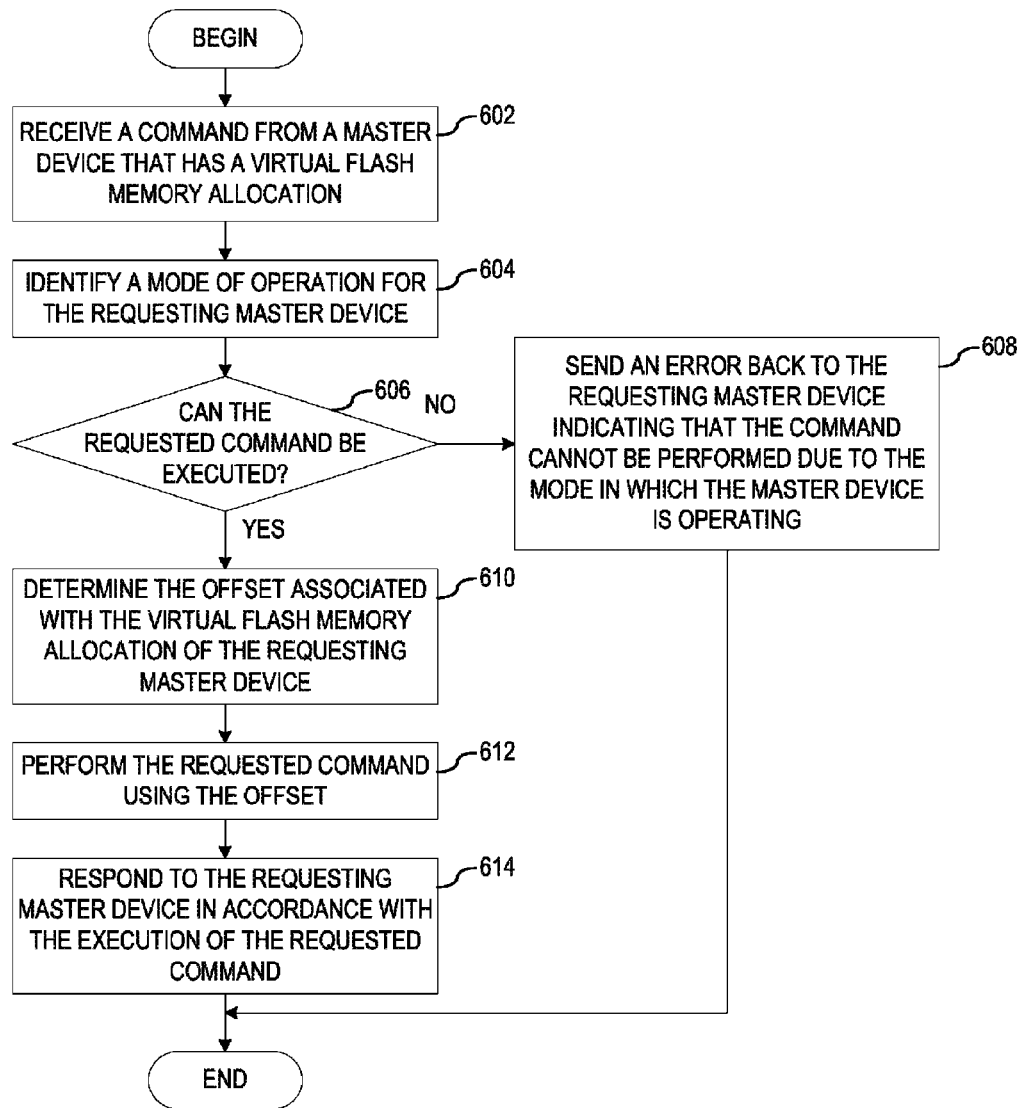 BEGIN
RECEIVE A COMMAND FROM A MASTER
DEVICE THAT HAS A VIRTUAL FLASH
MEMORY ALLOCATION
602
IDENTIFY A MODE OF OPERATION FOR
THE REQUESTING MASTER DEVICE
604
CAN THE
REQUESTED COMMAND BE
EXECUTED?
606
NO
YES
SEND AN ERROR BACK TO THE
REQUESTING MASTER DEVICE
INDICATING THAT THE COMMAND
CANNOT BE PERFORMED DUE TO THE
MODE IN WHICH THE MASTER DEVICE
IS OPERATING
608
DETERMINE THE OFFSET ASSOCIATED
WITH THE VIRTUAL FLASH MEMORY
ALLOCATION OF THE REQUESTING
MASTER DEVICE
610
PERFORM THE REQUESTED COMMAND
USING THE OFFSET
612
RESPOND TO THE REQUESTING
MASTER DEVICE IN ACCORDANCE WITH
THE EXECUTION OF THE REQUESTED
COMMAND
614
END